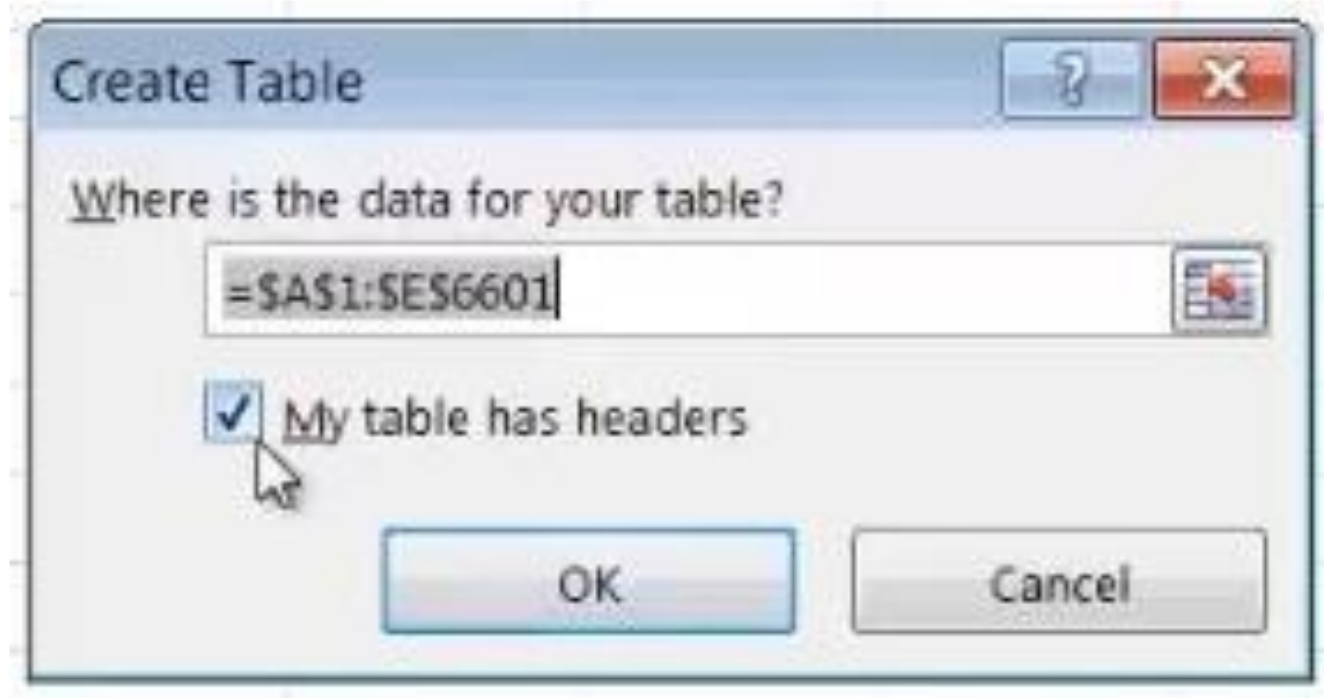 Create Table
?
Where is the data for your table?
=$A$1:$E$6601
My table has headers
OK
Cancel